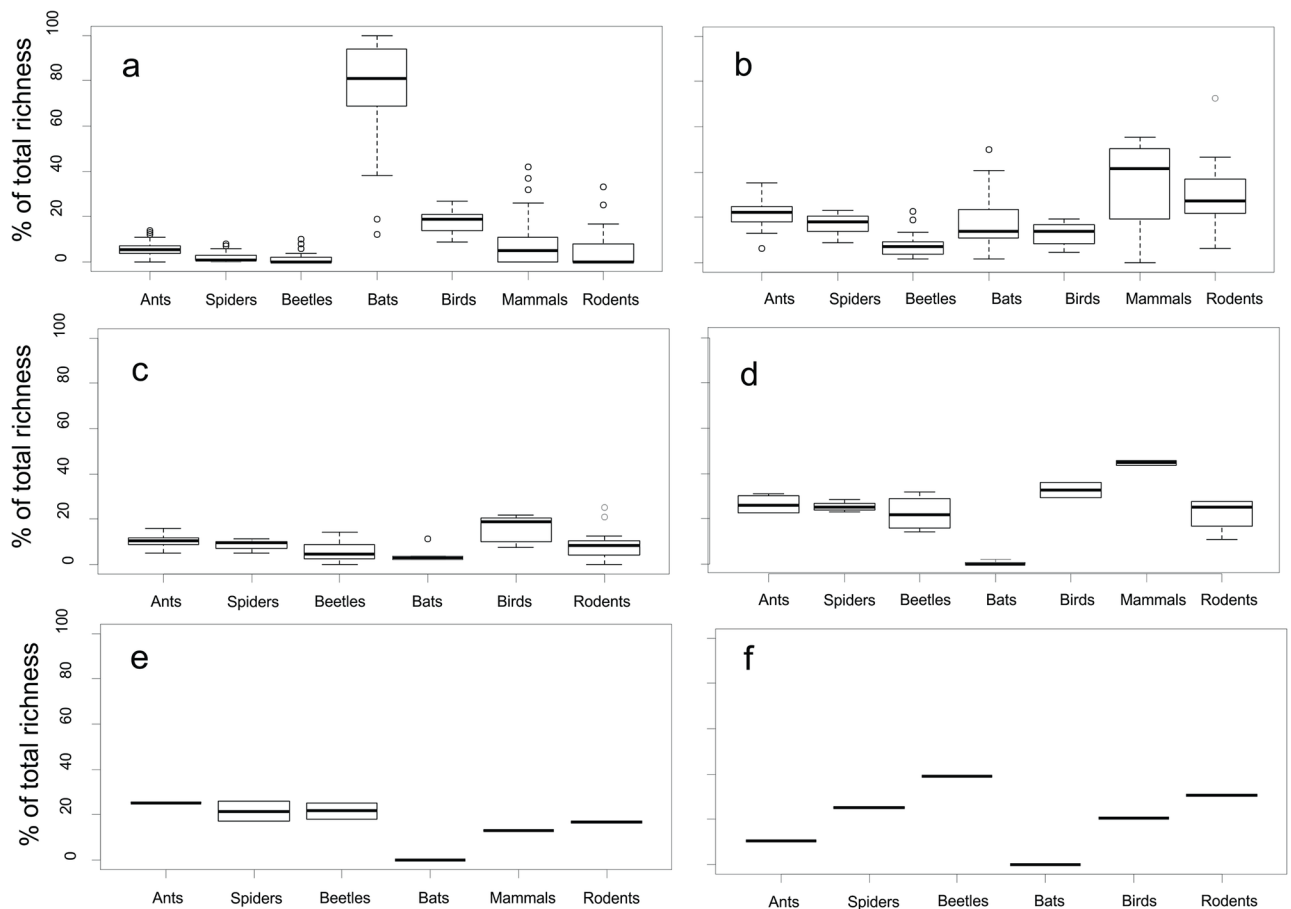 a
% of total richness
0 20 40 60 80 100
Ants Spiders Beetles Bats Birds Mammals Rodents
b
Ants Spiders Beetles Bats Birds Mammals Rodents
c
% of total richness
0 20 40 60 80 100
Ants Spiders Beetles Bats Birds Rodents
d
Ants Spiders Beetles Bats Birds Mammals Rodents
e
% of total richness
0 20 40 60 80 100
Ants Spiders Beetles Bats Mammals Rodents
f
Ants Spiders Beetles Bats Birds Rodents